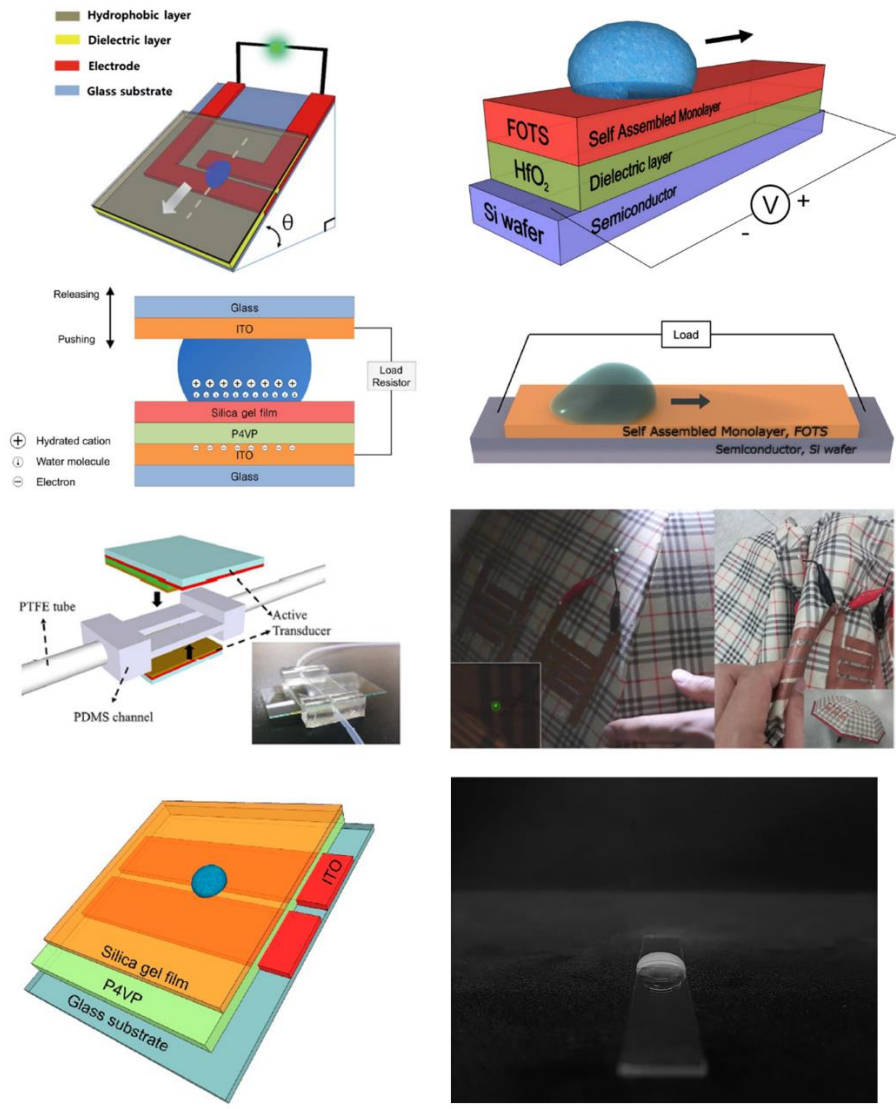 Hydrophobic layer
Dielectric layer
Electrode
Glass substrate
θ
FOTS
Self Assembled Monolayer
HfO₂
Dielectric layer
Si wafer
Semiconductor
V
+
-
Releasing
Pushing
Glass
ITO
Load
Resistor
Silica gel film
P4VP
ITO
Glass
+ Hydrated cation
Water molecule
− Electron
Load
Self Assembled Monolayer, FOTS
Semiconductor, Si wafer
PTFE tube
Active
Transducer
PDMS channel
ITO
Silica gel film
P4VP
Glass substrate